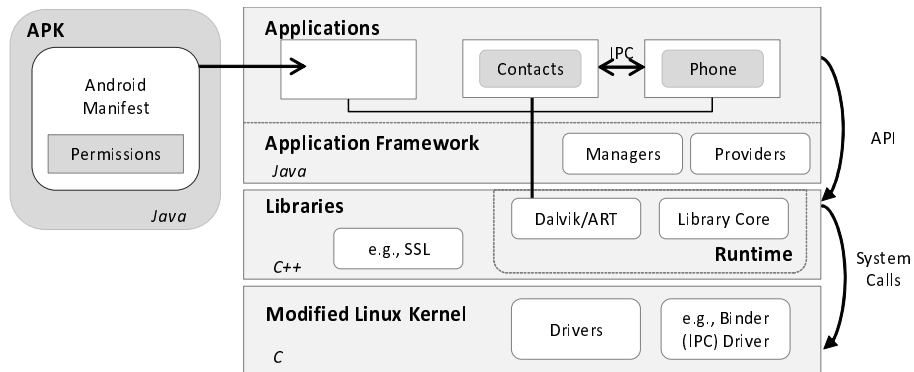 APK
Android
Manifest
Permissions
Java
Applications
Contacts
IPC
Phone
Application Framework
Java
Managers
Providers
API
Libraries
C++
e.g., SSL
Dalvik/ART
Library Core
Runtime
System
Calls
Modified Linux Kernel
C
Drivers
e.g., Binder
(IPC) Driver